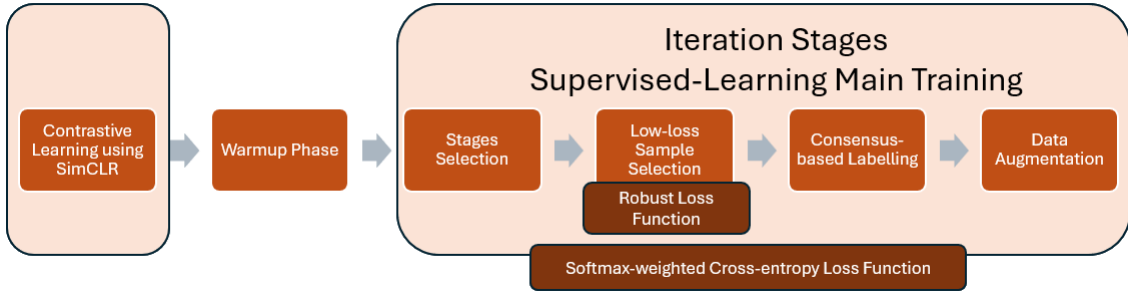 Iteration Stages
Supervised-Learning Main Training
Contrastive
Learning using
SimCLR
Warmup Phase
Stages
Selection
Low-loss
Sample
Selection
Consensus-
based Labelling
Data
Augmentation
Robust Loss
Function
Softmax-weighted Cross-entropy Loss Function